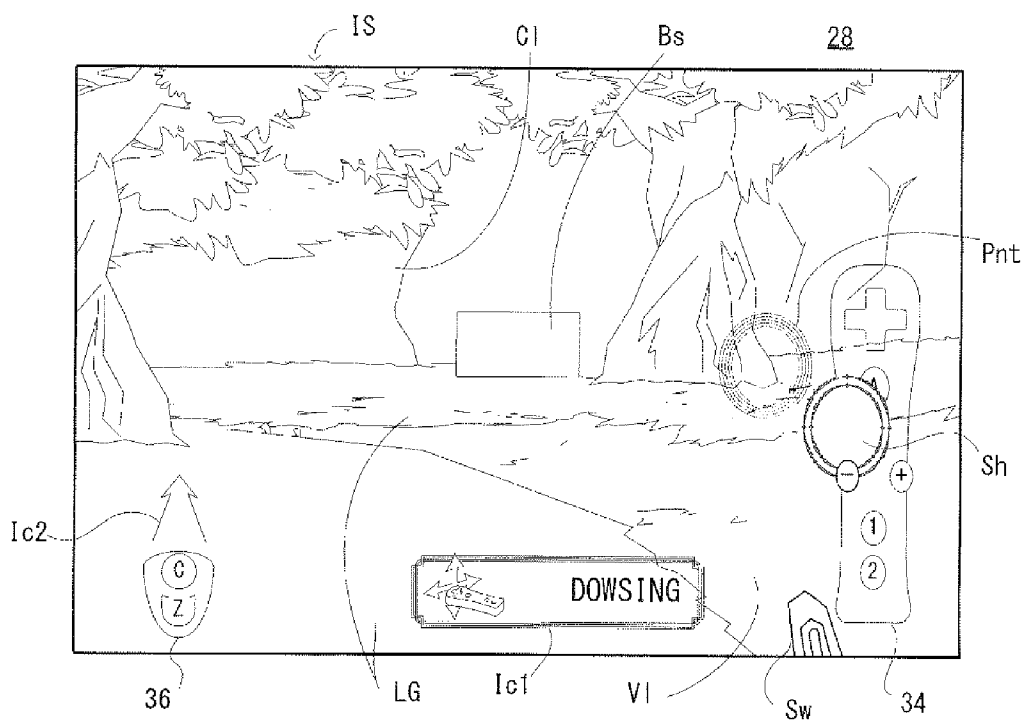 IS
Cl
Bs
28
Pnt
A
Sh
- +
Ic2
C
1
Z
2
DOWSING
36
LG
Ic1
Vl
Sw
34